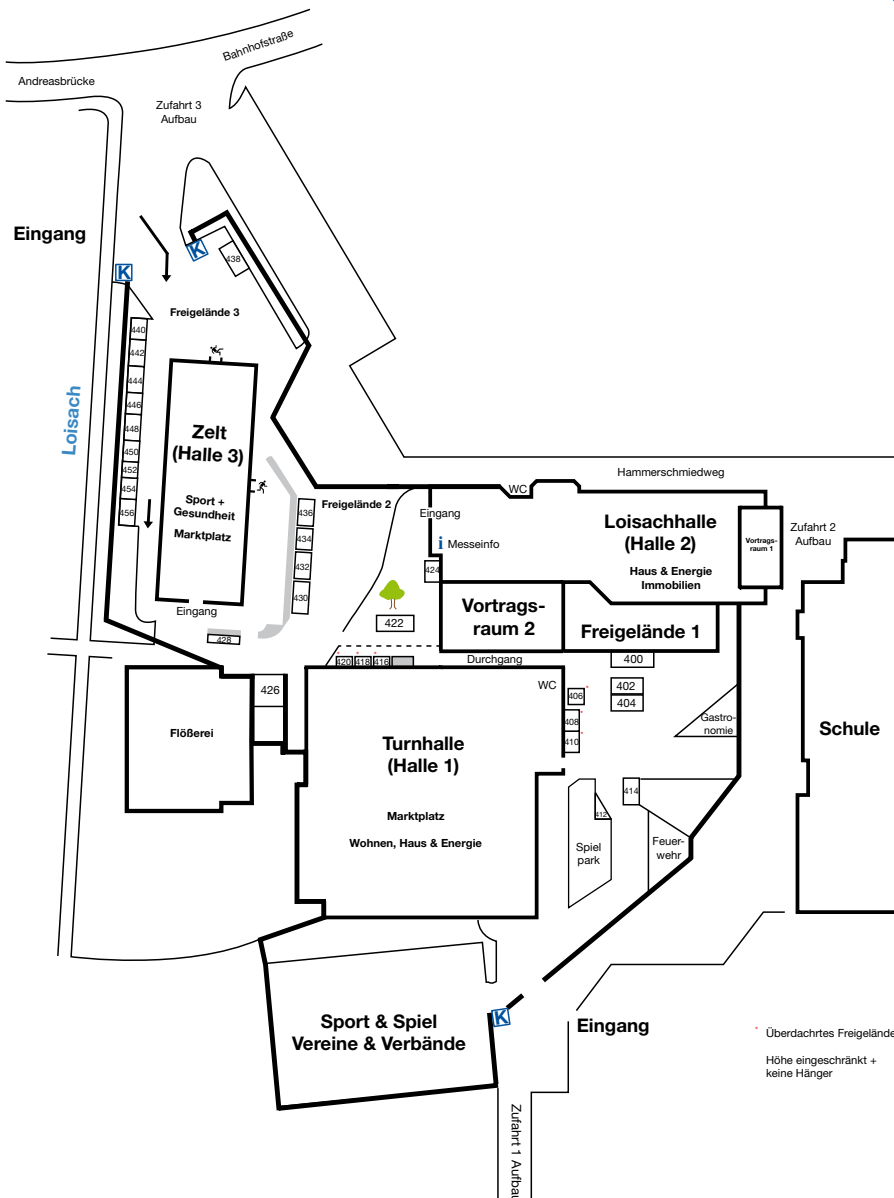 Bahnhofstraße
Andreasbrücke
Zufahrt 3
Aufbau
Eingang
K
438
K
Freigelände 3
440
442
444
446
448
450
452
454
456
Loisach
Zelt
(Halle 3)
Sport +
Gesundheit
Marktplatz
Eingang
428
Freigelände 2
436
434
432
430
Hammerschmiedweg
WC
Eingang
i Messeinfo
424
Loisachhalle
(Halle 2)
Haus & Energie
Immobilien
Vortrags-
raum 1
Zufahrt 2
Aufbau
422
Vortrags-
raum 2
Freigelände 1
420
418
416
Durchgang
400
426
WC
406
402
404
408
410
Gastro-
nomie
Flößerei
Turnhalle
(Halle 1)
Marktplatz
Wohnen, Haus & Energie
Schule
414
412
Spiel
park
Feuer-
wehr
Sport & Spiel
Vereine & Verbände
K
Eingang
* Überdachrtes Freigelände
Höhe eingeschränkt +
keine Hänger
Zufahrt 1 Aufbau